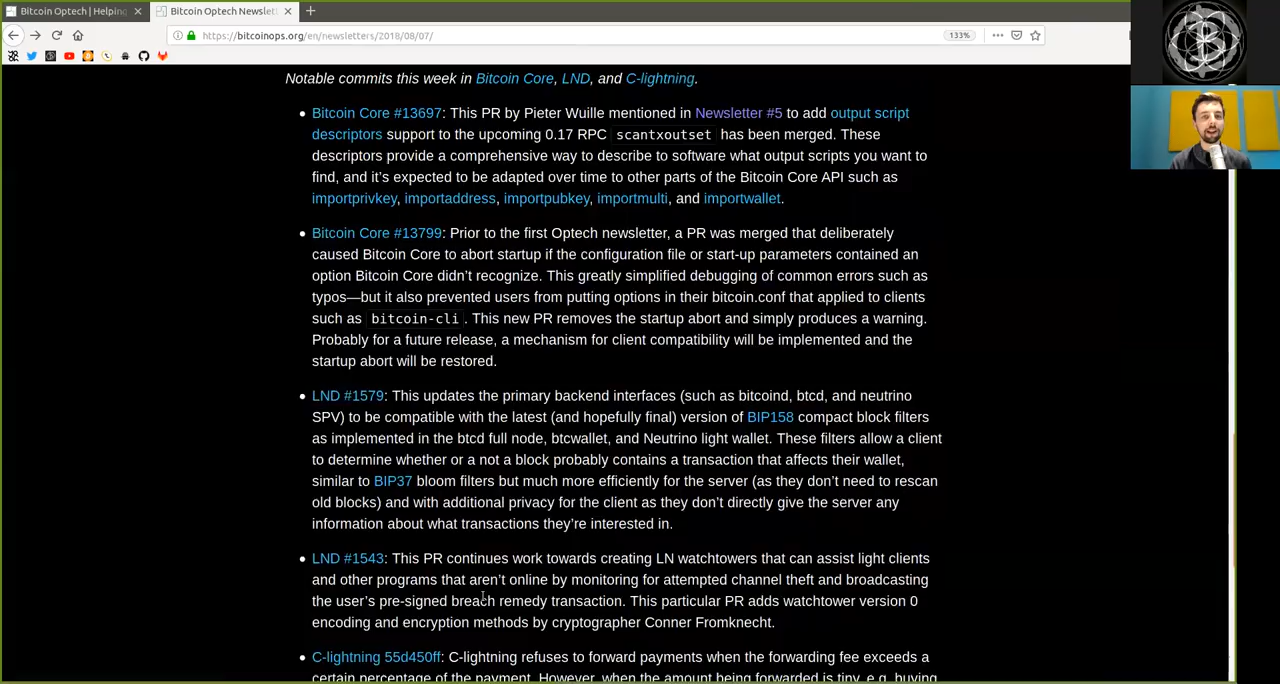 Bitcoin Optech | Helping
Bitcoin Optech Newslet
https://bitcoinops.org/en/newsletters/2018/08/07/
133%
Notable commits this week in Bitcoin Core, LND, and C-lightning.
Bitcoin Core #13697: This PR by Pieter Wuille mentioned in Newsletter #5 to add output script
descriptors support to the upcoming 0.17 RPC scantxoutset has been merged. These
descriptors provide a comprehensive way to describe to software what output scripts you want to
find, and it’s expected to be adapted over time to other parts of the Bitcoin Core API such as
importprivkey, importaddress, importpubkey, importmulti, and importwallet.
Bitcoin Core #13799: Prior to the first Optech newsletter, a PR was merged that deliberately
caused Bitcoin Core to abort startup if the configuration file or start-up parameters contained an
option Bitcoin Core didn’t recognize. This greatly simplified debugging of common errors such as
typos—but it also prevented users from putting options in their bitcoin.conf that applied to clients
such as bitcoin-cli. This new PR removes the startup abort and simply produces a warning.
Probably for a future release, a mechanism for client compatibility will be implemented and the
startup abort will be restored.
LND #1579: This updates the primary backend interfaces (such as bitcoind, btcd, and neutrino
SPV) to be compatible with the latest (and hopefully final) version of BIP158 compact block filters
as implemented in the btcd full node, btcwallet, and Neutrino light wallet. These filters allow a client
to determine whether or a not a block probably contains a transaction that affects their wallet,
similar to BIP37 bloom filters but much more efficiently for the server (as they don’t need to rescan
old blocks) and with additional privacy for the client as they don’t directly give the server any
information about what transactions they’re interested in.
LND #1543: This PR continues work towards creating LN watchtowers that can assist light clients
and other programs that aren’t online by monitoring for attempted channel theft and broadcasting
the user’s pre-signed breach remedy transaction. This particular PR adds watchtower version 0
encoding and encryption methods by cryptographer Conner Fromknecht.
C-lightning 55d450ff: C-lightning refuses to forward payments when the forwarding fee exceeds a
certain percentage of the payment. However, when the amount being forwarded is tiny, e.g. buying